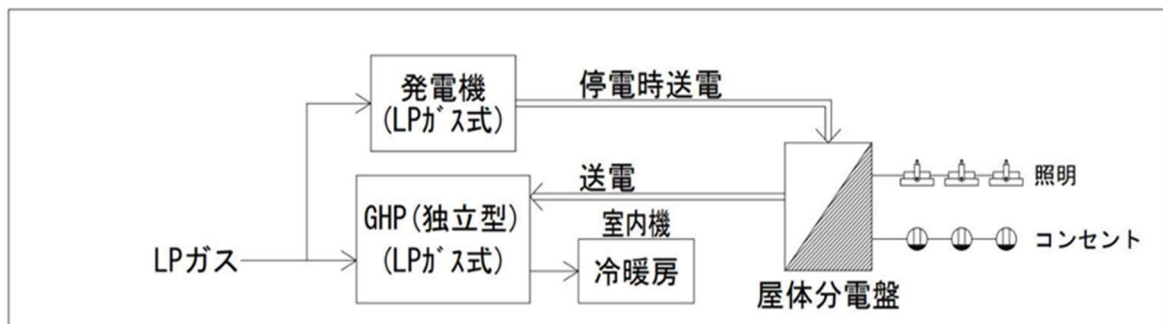 発電機
(LPｶﾞｽ式)
停電時送電
送電
照明
GHP(独立型)
(LPｶﾞｽ式)
室内機
冷暖房
LPガス
コンセント
屋体分電盤